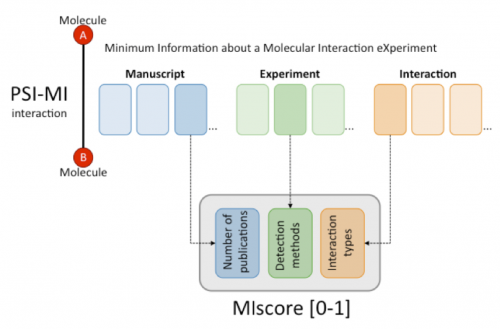 Molecule
A
Minimum Information about a Molecular Interaction eXperiment
Manuscript
Experiment
Interaction
PSI-MI
interaction
...
...
...
B
Molecule
Number of
publications
Detection
methods
Interaction
types
MIscore [0-1]